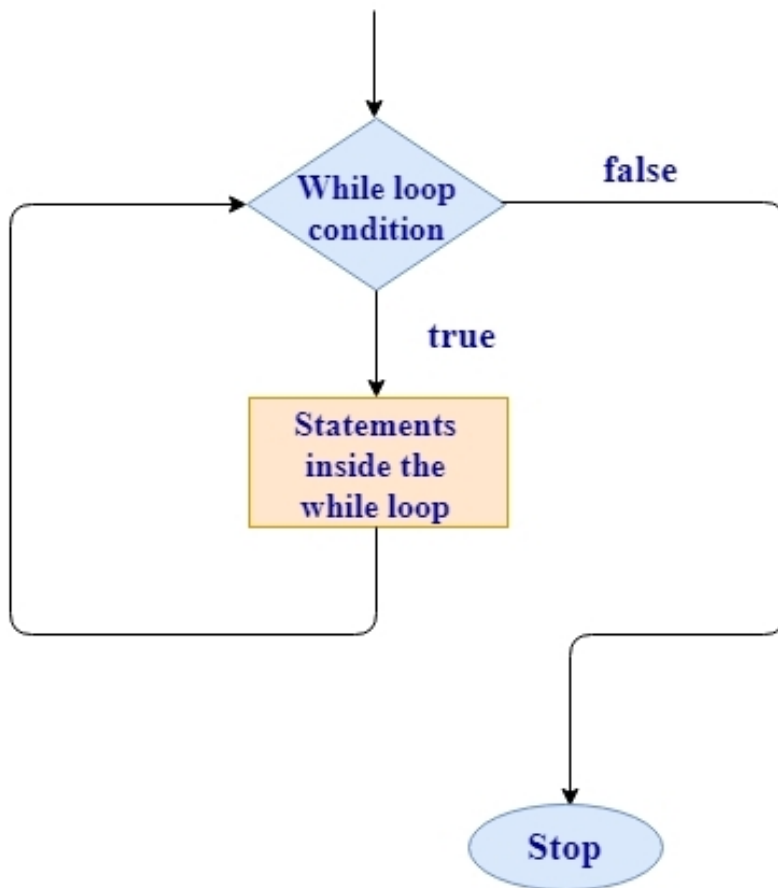 While loop
condition
false
true
Statements
inside the
while loop
Stop